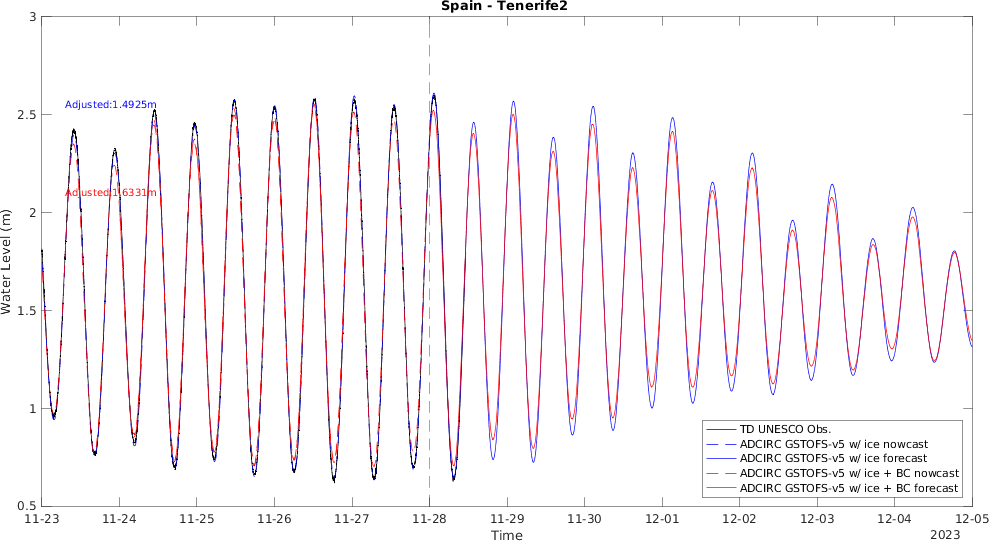 Spain - Tenerife2
3
2.5
2
1.5
1
0.5
Water Level (m)
Adjusted:1.4925m
Adjusted:1.6331m
TD UNESCO Obs.
ADCIRC GSTOFS-v5 w/ ice nowcast
ADCIRC GSTOFS-v5 w/ ice forecast
ADCIRC GSTOFS-v5 w/ ice + BC nowcast
ADCIRC GSTOFS-v5 w/ ice + BC forecast
11-23 11-24 11-25 11-26 11-27 11-28 11-29 11-30 12-01 12-02 12-03 12-04 12-05
Time
2023